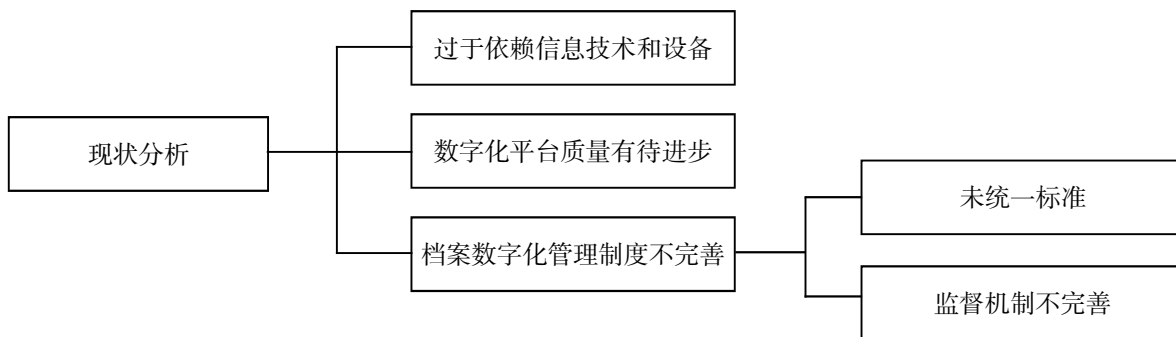 现状分析
过于依赖信息技术和设备
数字化平台质量有待进步
档案数字化管理制度不完善
未统一标准
监督机制不完善